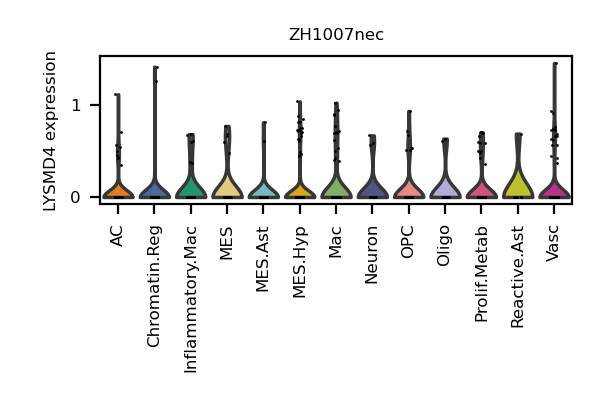 ZH1007nec
LYSMD4 expression
1
0
AC
Chromatin.Reg
Inflammatory.Mac
MES
MES.Ast
MES.Hyp
Mac
Neuron
OPC
Oligo
Prolif.Metab
Reactive.Ast
Vasc